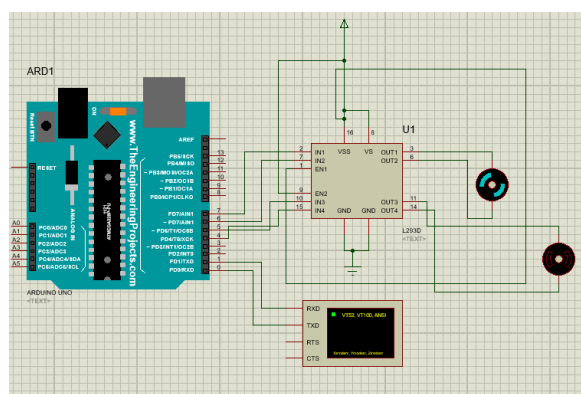 ARD1
Reset BTN
ON
www.TheEngineeringProjects.com
RESET
AREF
PB5/SCK 13
PB4/MISO 12
~PB3/MOSI/OC2A 11
~PB2/OC1B 10
~PB1/OC1A 9
PB0/ICP1/CLKO 8
PD7/AIN1 7
~PD6/AIN0 6
~PD5/T1/OC0B 5
PD4/T0/XCK 4
~PD3/INT1/OC2B 3
PD2/INT0 2
PD1/TXD 1
PD0/RXD 0
ANALOG IN
A0 PC0/ADC0
A1 PC1/ADC1
A2 PC2/ADC2
A3 PC3/ADC3
A4 PC4/ADC4/SDA
A5 PC5/ADC5/SCL
ARDUINO UNO
<TEXT>
U1
16 8
VSS VS
2 IN1 OUT1 3
7 IN2 OUT2 6
1 EN1
9 EN2
10 IN3 OUT3 11
15 IN4 OUT4 14
GND GND
L293D
<TEXT>
RXD
TXD
RTS
CTS
VT52, VT100, ANSI
Xmodem, Ymodem, Zmodem